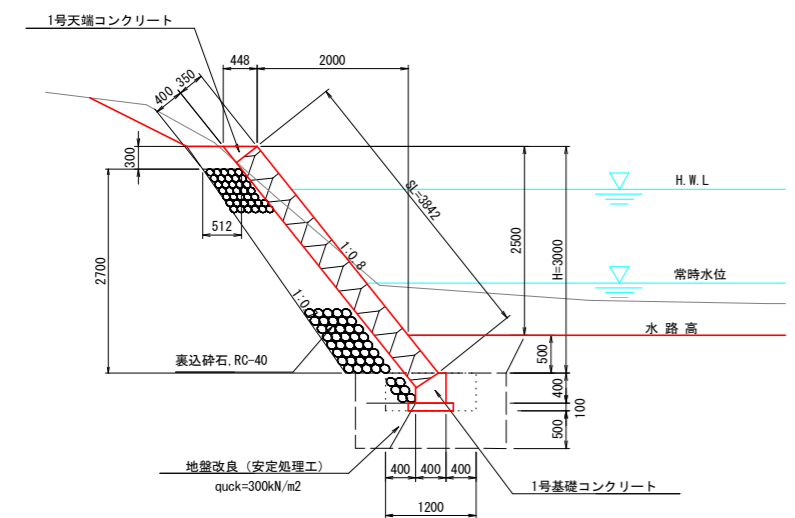 1号天端コンクリート
448
2000
400
350
300
512
2700
SL=3842
1:0.8
1:0.
H.W.L
常時水位
水路高
2500
H=3000
500
400
100
500
裏込砕石,RC-40
地盤改良（安定処理工）
quck=300kN/m2
400
400
400
1200
1号基礎コンクリート